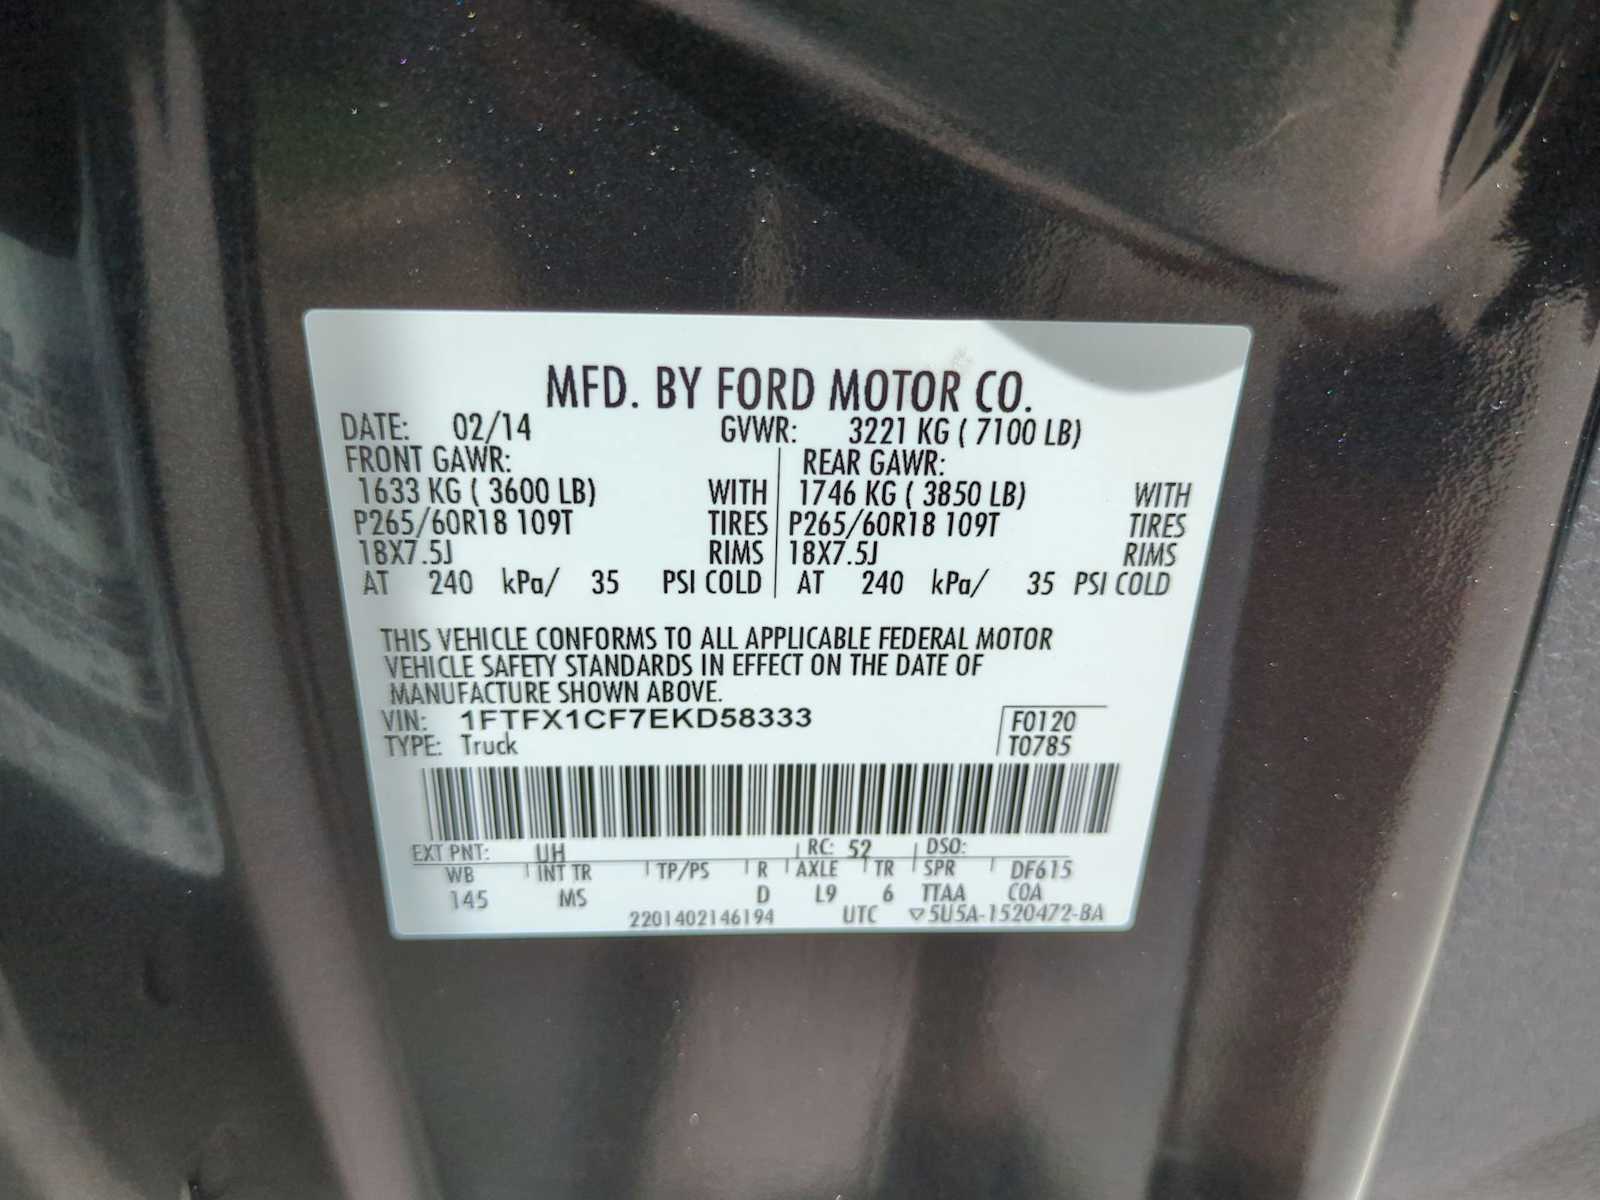 MFD. BY FORD MOTOR CO.
DATE: 02/14 GVWR: 3221 KG ( 7100 LB)
FRONT GAWR: REAR GAWR:
1633 KG ( 3600 LB) WITH 1746 KG ( 3850 LB) WITH
P265/60R18 109T TIRES P265/60R18 109T TIRES
18X7.5J RIMS 18X7.5J RIMS
AT 240 kPa/ 35 PSI COLD AT 240 kPa/ 35 PSI COLD
THIS VEHICLE CONFORMS TO ALL APPLICABLE FEDERAL MOTOR
VEHICLE SAFETY STANDARDS IN EFFECT ON THE DATE OF
MANUFACTURE SHOWN ABOVE.
VIN: 1FTFX1CF7EKD58333 F0120
TYPE: Truck T0785
EXT PNT: UH RC: 52 DSO:
WB INT TR TP/PS R AXLE TR SPR DF615
145 MS D L9 6 TTAA COA
2201402146194 UTC ▽5U5A-1520472-BA